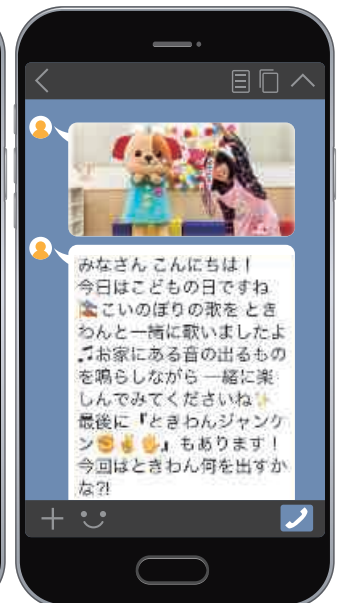 みなさん こんにちは！
今日はこどもの日ですね
🎏こいのぼりの歌を とき
わんと一緒に歌いましたよ
♫お家にある音の出るもの
を鳴らしながら 一緒に楽
しんでみてくださいね✨
最後に『ときわんジャンケ
ン✊✌🖐』もあります！
今回はときわん何を出すか
な⁈